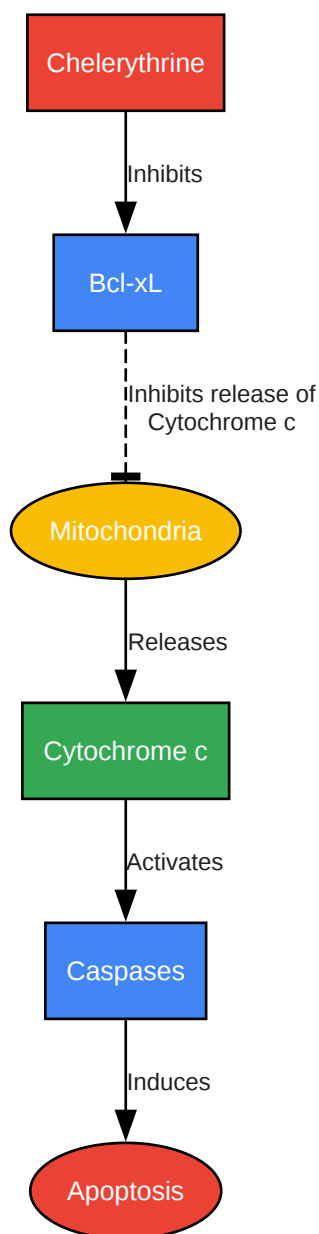 Chelerythrine
Inhibits
Bcl-xL
Inhibits release of
Cytochrome c
Mitochondria
Releases
Cytochrome c
Activates
Caspases
Induces
Apoptosis